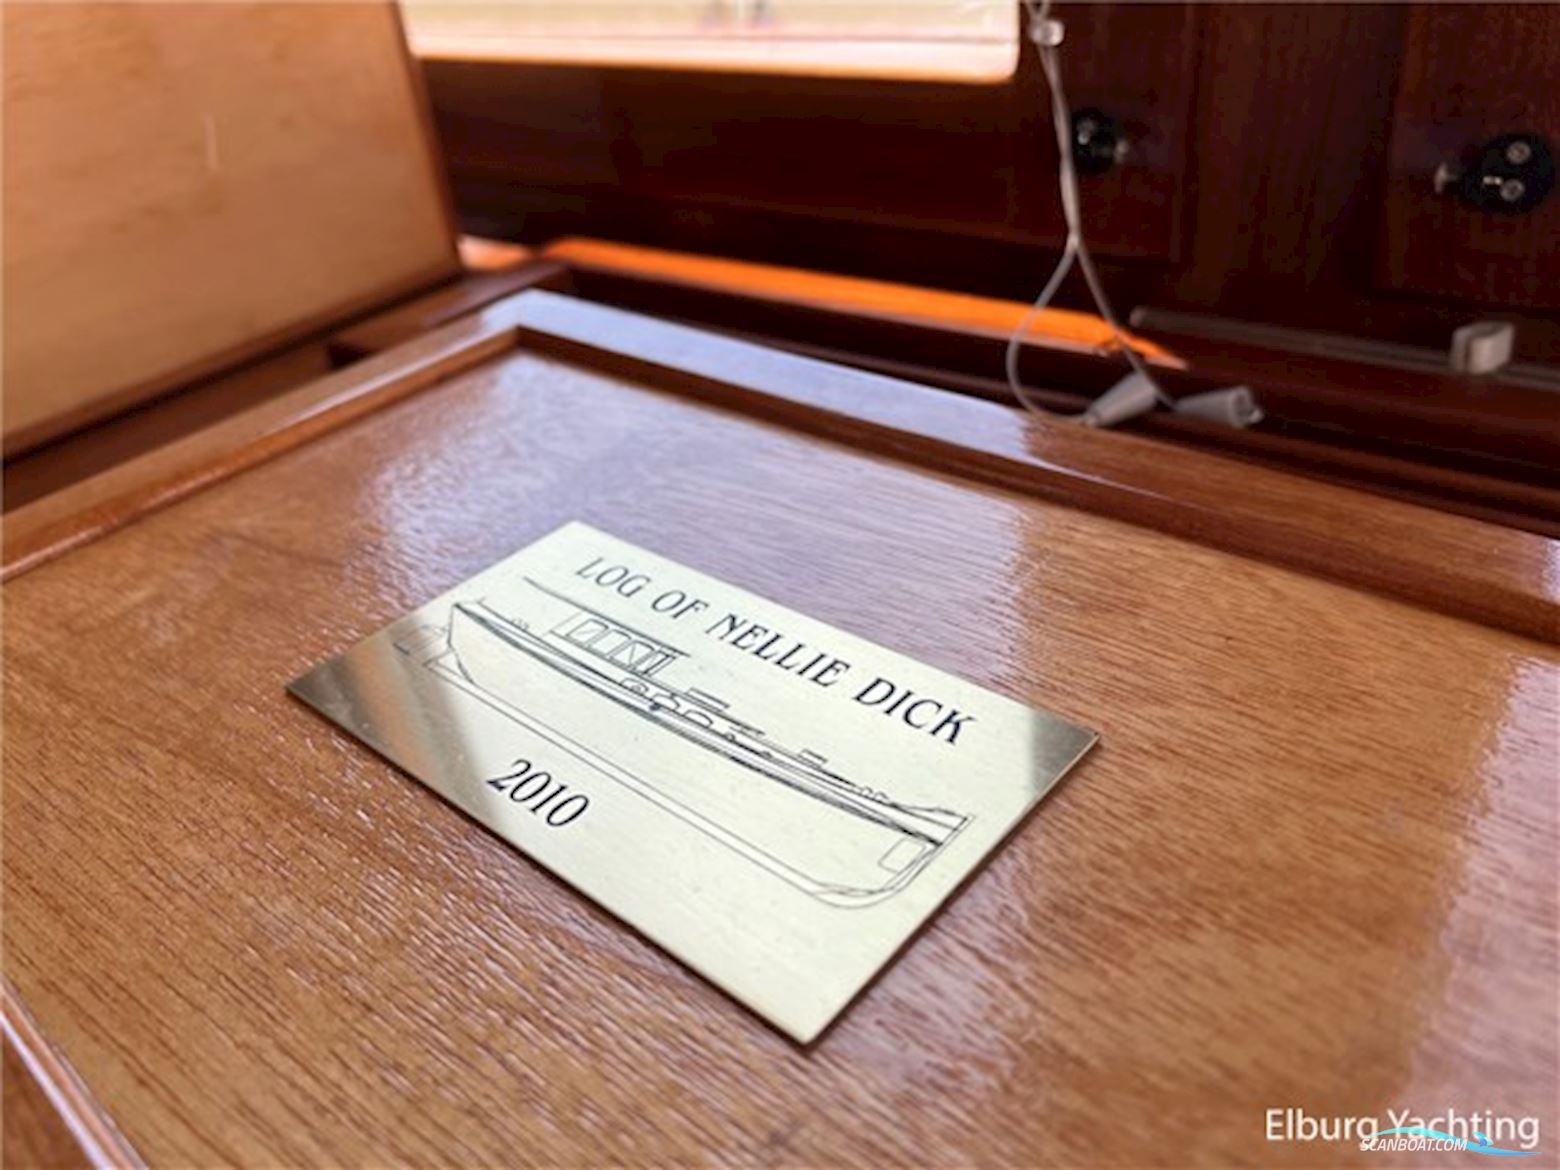 LOG OF NELLIE DICK
2010
Elburg Yachting
SCANBOAT.COM